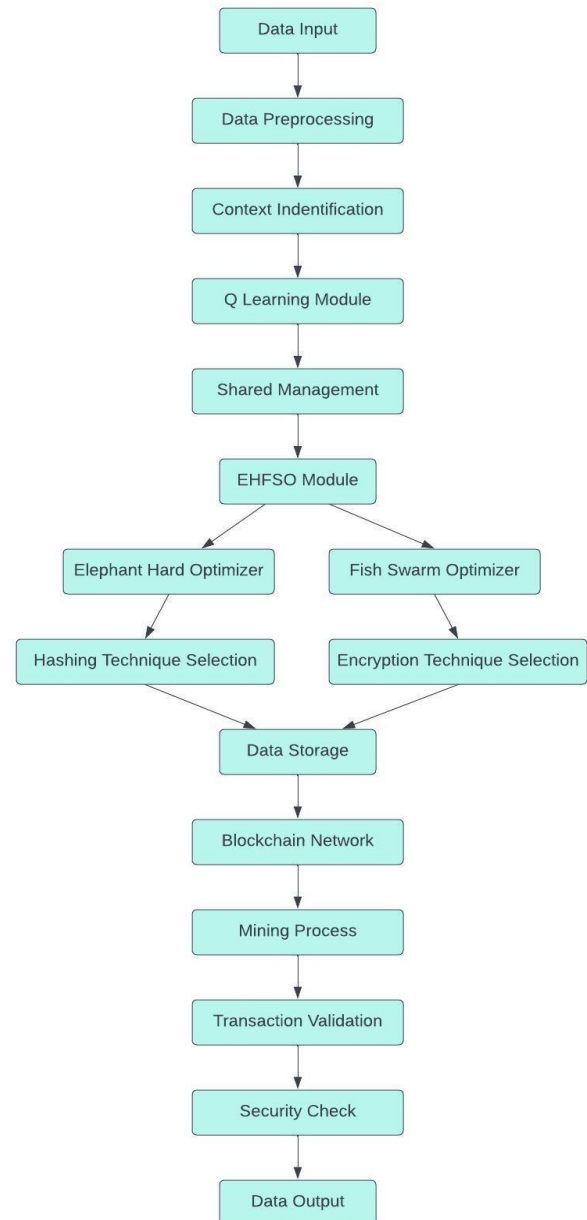 Data Input
Data Preprocessing
Context Indentification
Q Learning Module
Shared Management
EHFSO Module
Elephant Hard Optimizer
Fish Swarm Optimizer
Hashing Technique Selection
Encryption Technique Selection
Data Storage
Blockchain Network
Mining Process
Transaction Validation
Security Check
Data Output